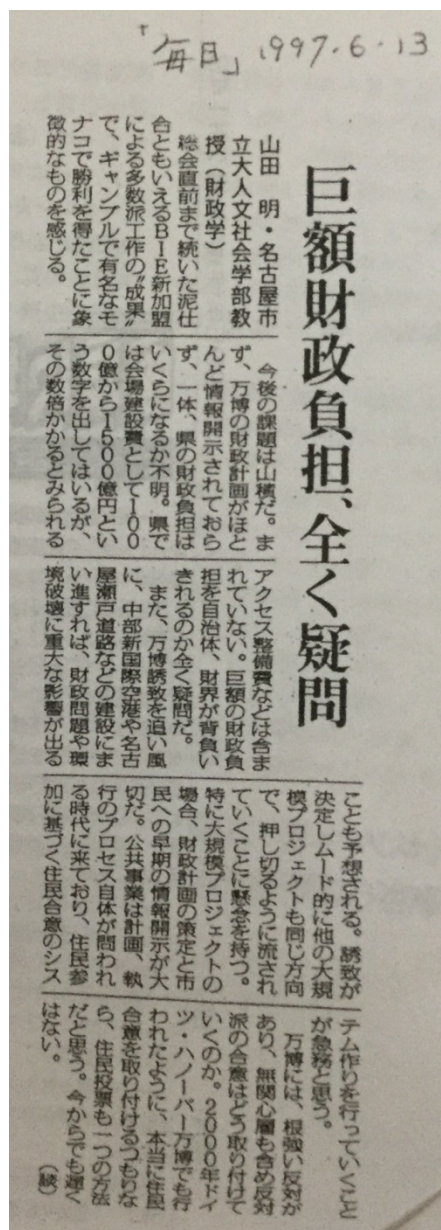 「毎日」1997.6.13
巨額財政負担、全く疑問
山田　明・名古屋市
立大人文社会学部教
授（財政学）
総会直前まで続いた泥仕
合ともいえるBIE新加盟
による多数派工作の〝成果〟
で、ギャンブルで有名なモ
ナコで勝利を得たことに象
徴的なものを感じる。
今後の課題は山積だ。ま
ず、万博の財政計画がほと
んど情報開示されておら
ず、一体、県の財政負担は
いくらになるか不明。県で
は会場建設費として100
0億から1500億円とい
う数字を出してはいるが、
その数倍かかるとみられる
アクセス整備費などは含ま
れていない。巨額の財政負
担を自治体、財界が背負い
きれるのか全く疑問だ。
また、万博誘致を追い風
に、中部新国際空港や名古
屋瀬戸道路などの建設にま
い進すれば、財政問題や環
境破壊に重大な影響が出る
ことも予想される。誘致が
決定しムード的に他の大規
模プロジェクトも同じ方向
で、押し切るように流され
ていくことに懸念を持つ。
特に大規模プロジェクトの
場合、財政計画の策定と市
民への早期の情報開示が大
切だ。公共事業は計画、執
行のプロセス自体が問われ
る時代に来ており、住民参
加に基づく住民合意のシス
テム作りを行っていくこと
が急務と思う。
万博には、根強い反対が
あり、無関心層も含め反対
派の合意はどう取り付けて
いくのか。2000年ドイ
ツ・ハノーバー万博でも行
われたように、本当に住民
合意を取り付けるつもりな
ら、住民投票も一つの方法
だと思う。今からでも遅く
はない。
（談）